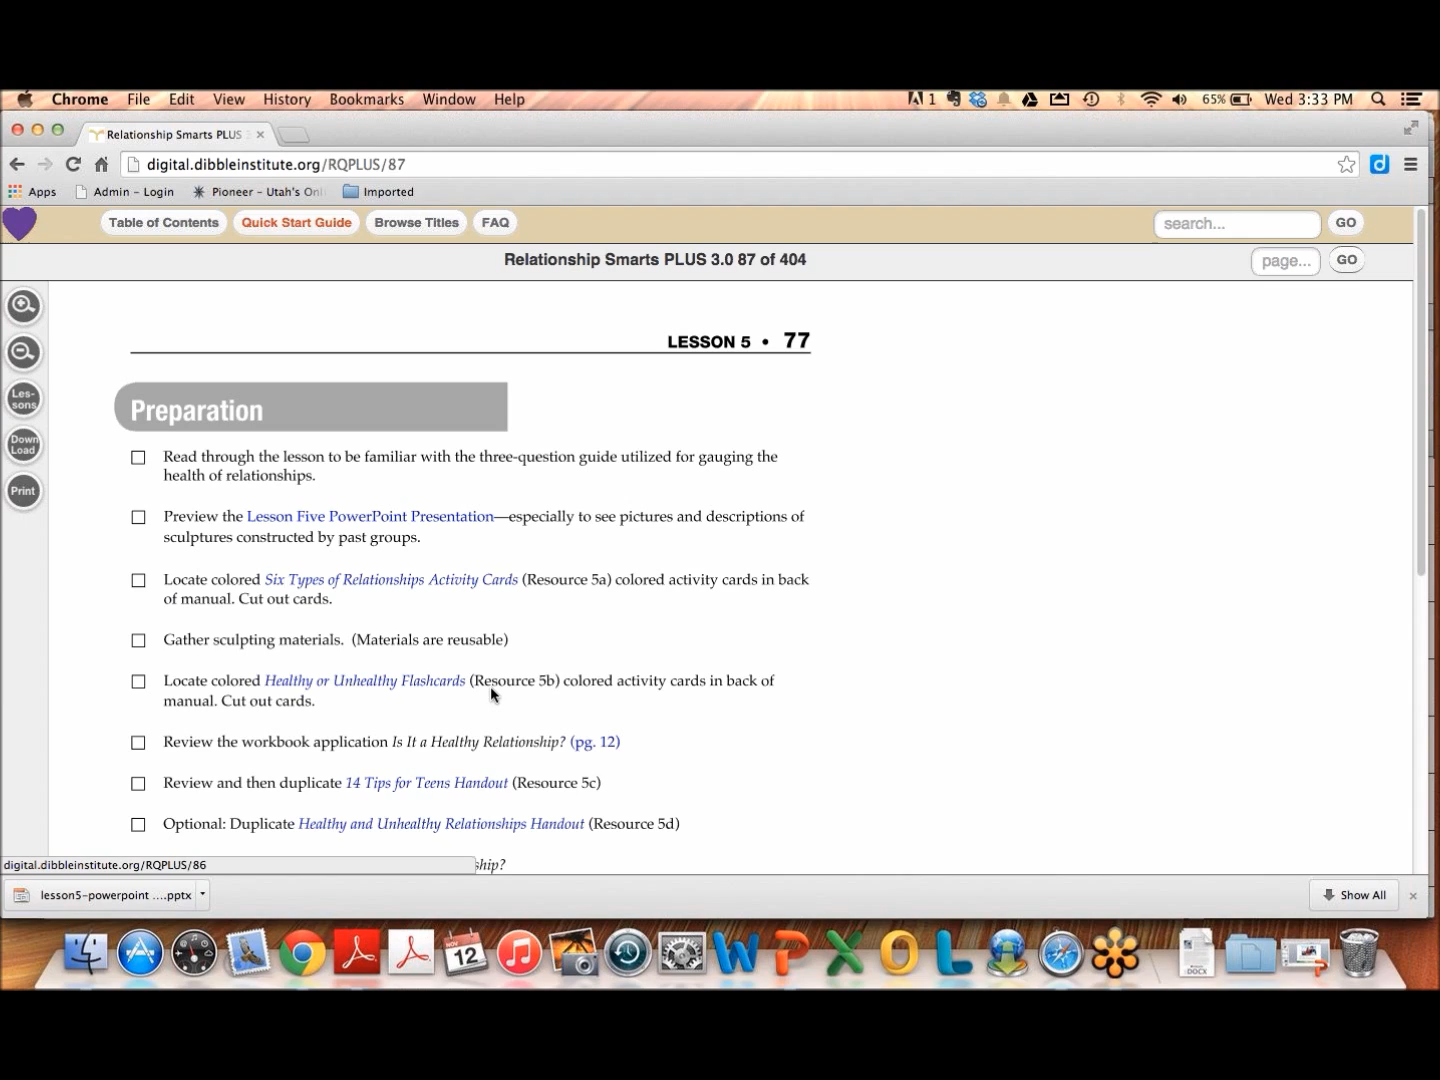 Chrome File Edit View History Bookmarks Window Help 1 65% Wed 3:33 PM
Relationship Smarts PLUS
digital.dibbleinstitute.org/RQPLUS/87
Apps Admin - Login Pioneer - Utah's Onl Imported
Table of Contents Quick Start Guide Browse Titles FAQ search... GO
Relationship Smarts PLUS 3.0 87 of 404 page... GO
Les-
sons
Down
Load
Print
LESSON 5 • 77
Preparation
Read through the lesson to be familiar with the three-question guide utilized for gauging the
health of relationships.
Preview the Lesson Five PowerPoint Presentation—especially to see pictures and descriptions of
sculptures constructed by past groups.
Locate colored Six Types of Relationships Activity Cards (Resource 5a) colored activity cards in back
of manual. Cut out cards.
Gather sculpting materials. (Materials are reusable)
Locate colored Healthy or Unhealthy Flashcards (Resource 5b) colored activity cards in back of
manual. Cut out cards.
Review the workbook application Is It a Healthy Relationship? (pg. 12)
Review and then duplicate 14 Tips for Teens Handout (Resource 5c)
Optional: Duplicate Healthy and Unhealthy Relationships Handout (Resource 5d)
digital.dibbleinstitute.org/RQPLUS/86 ship?
lesson5-powerpoint ....pptx Show All
NOV
12
W P X O L
DOCX